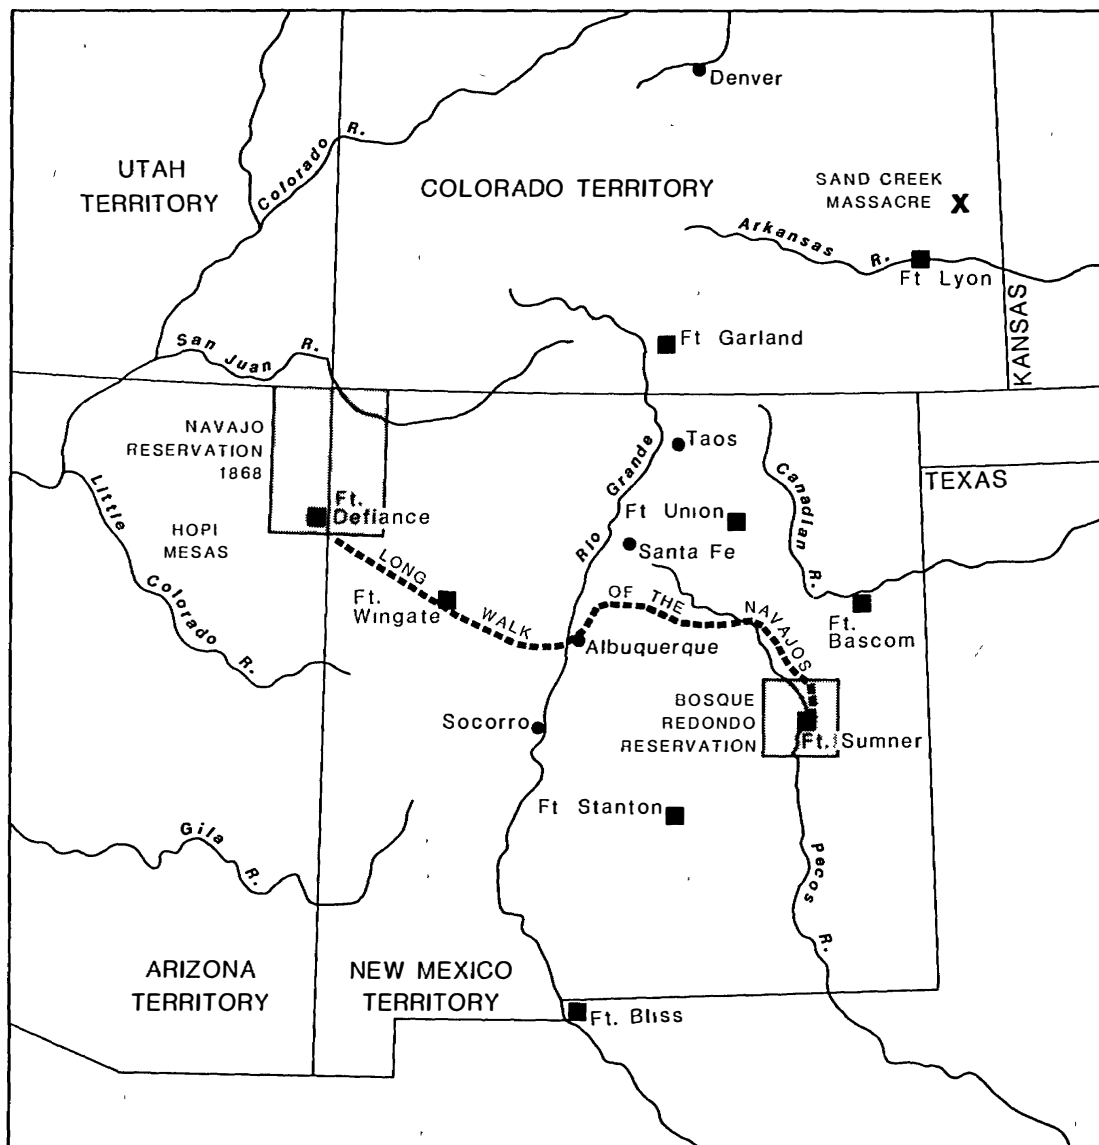 Denver
Colorado R.
UTAH
TERRITORY
COLORADO TERRITORY
SAND CREEK
MASSACRE X
Arkansas R.
Ft Lyon
KANSAS
Ft Garland
San Juan R.
NAVAJO
RESERVATION
1868
Taos
Rio Grande
TEXAS
Canadian R.
Ft.
Defiance
Ft Union
Little Colorado R.
HOPI
MESAS
Santa Fe
LONG WALK OF THE NAVAJOS
Ft.
Wingate
Ft.
Bascom
Albuquerque
BOSQUE
REDONDO
RESERVATION
Socorro
Ft. Sumner
Ft Stanton
Gila R.
Pecos R.
ARIZONA
TERRITORY
NEW MEXICO
TERRITORY
Ft. Bliss